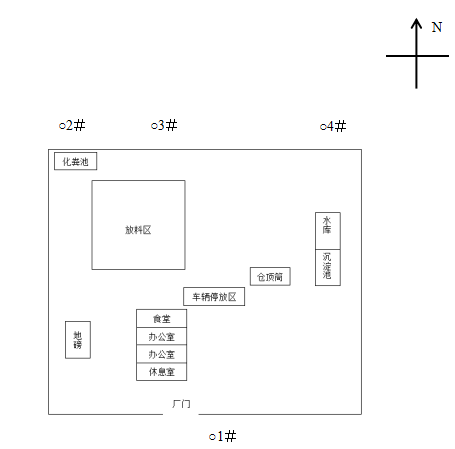 N
○2＃
○3＃
○4＃
化粪池
放料区
水库
沉淀池
仓顶筒
车辆停放区
食堂
办公室
办公室
休息室
地磅
厂门
○1＃